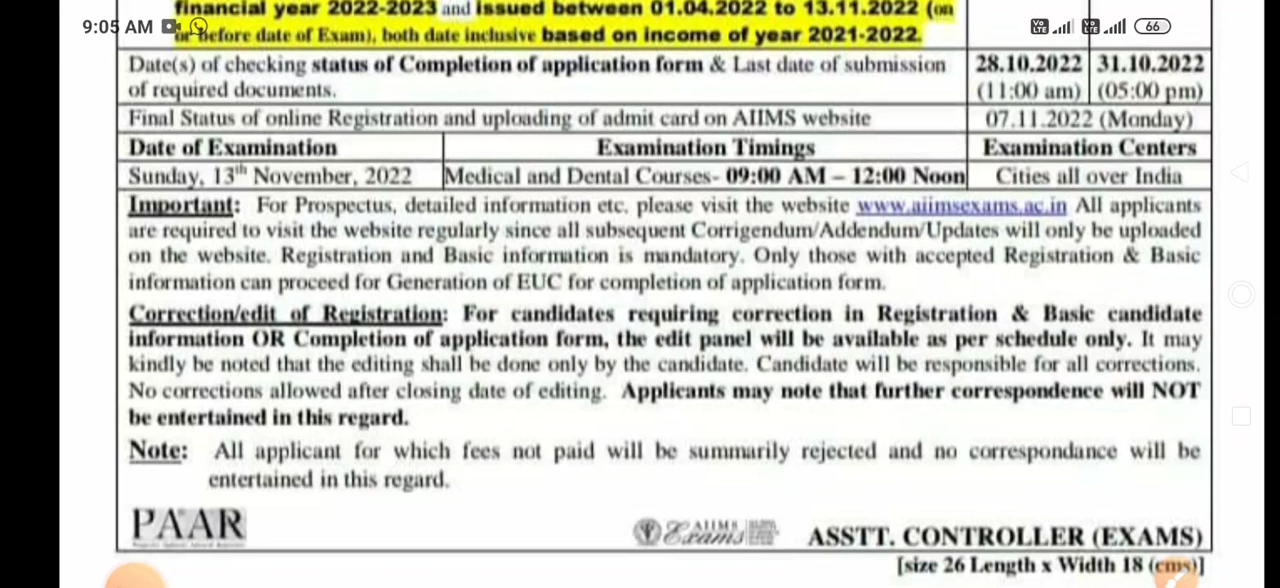 financial year 2022-2023 and issued between 01.04.2022 to 13.11.2022 (on
9:05 AM
66
or before date of Exam), both date inclusive based on income of year 2021-2022.
Date(s) of checking status of Completion of application form & Last date of submission
of required documents.
28.10.2022 31.10.2022
(11:00 am) (05:00 pm)
Final Status of online Registration and uploading of admit card on AIIMS website 07.11.2022 (Monday)
Date of Examination Examination Timings Examination Centers
Sunday, 13th November, 2022 Medical and Dental Courses- 09:00 AM – 12:00 Noon Cities all over India
Important: For Prospectus, detailed information etc. please visit the website www.aiimsexams.ac.in All applicants
are required to visit the website regularly since all subsequent Corrigendum/Addendum/Updates will only be uploaded
on the website. Registration and Basic information is mandatory. Only those with accepted Registration & Basic
information can proceed for Generation of EUC for completion of application form.
Correction/edit of Registration: For candidates requiring correction in Registration & Basic candidate
information OR Completion of application form, the edit panel will be available as per schedule only. It may
kindly be noted that the editing shall be done only by the candidate. Candidate will be responsible for all corrections.
No corrections allowed after closing date of editing. Applicants may note that further correspondence will NOT
be entertained in this regard.
Note: All applicant for which fees not paid will be summarily rejected and no correspondance will be
entertained in this regard.
PAAR
AIIMS
Exams
ASSTT. CONTROLLER (EXAMS)
[size 26 Length x Width 18 (cms)]